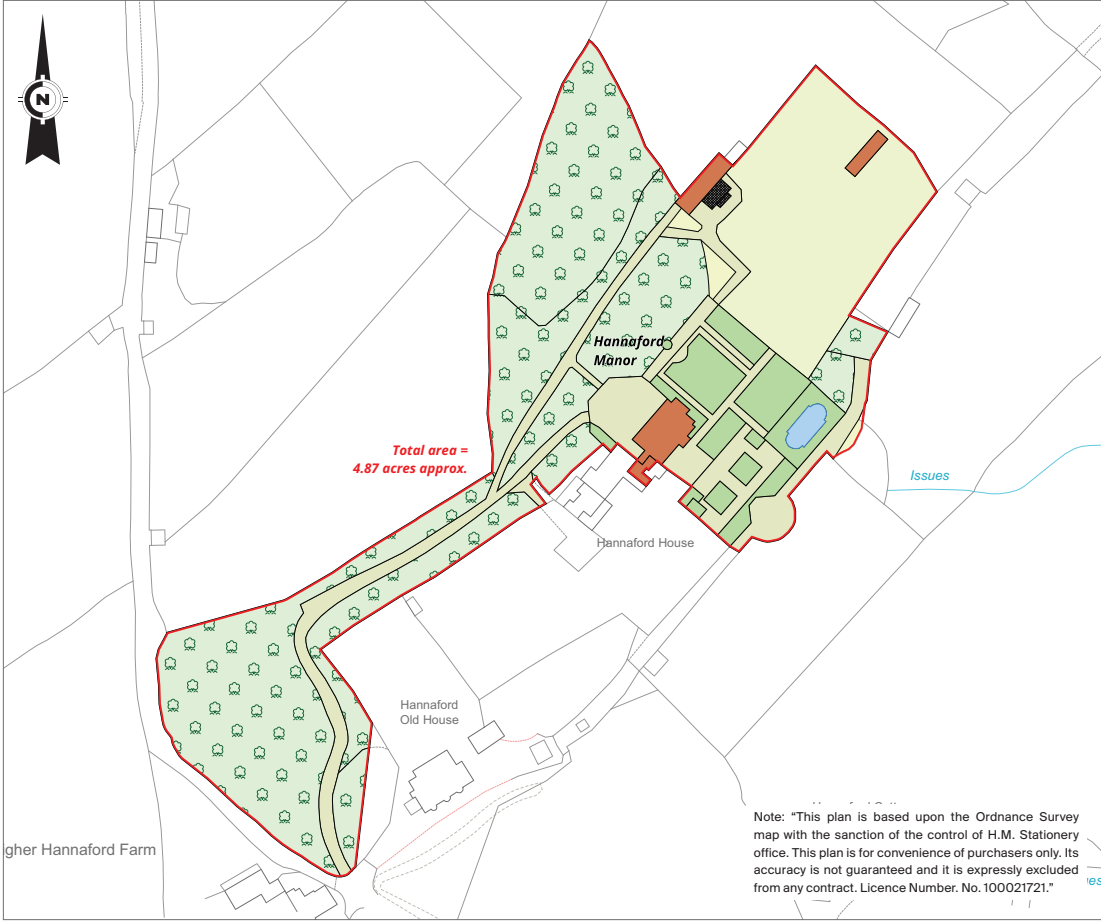 N
Hannaford
Manor
Total area =
4.87 acres approx.
Issues
Hannaford House
Hannaford
Old House
gher Hannaford Farm
Note: “This plan is based upon the Ordnance Survey
map with the sanction of the control of H.M. Stationery
office. This plan is for convenience of purchasers only. Its
accuracy is not guaranteed and it is expressly excluded
from any contract. Licence Number. No. 100021721.”